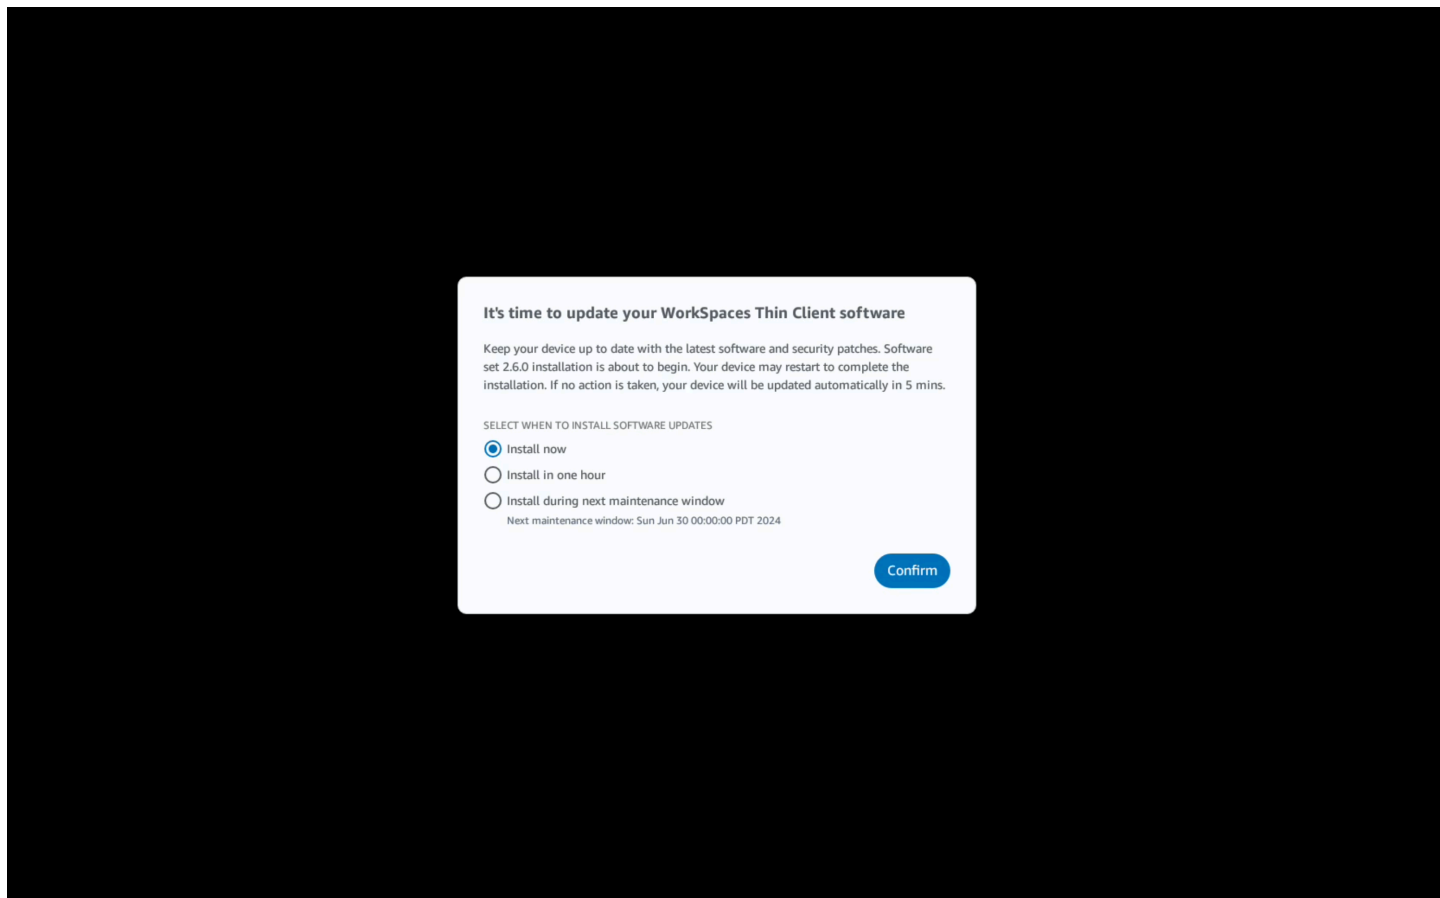 It's time to update your WorkSpaces Thin Client software
Keep your device up to date with the latest software and security patches. Software
set 2.6.0 installation is about to begin. Your device may restart to complete the
installation. If no action is taken, your device will be updated automatically in 5 mins.
SELECT WHEN TO INSTALL SOFTWARE UPDATES
Install now
Install in one hour
Install during next maintenance window
Next maintenance window: Sun Jun 30 00:00:00 PDT 2024
Confirm